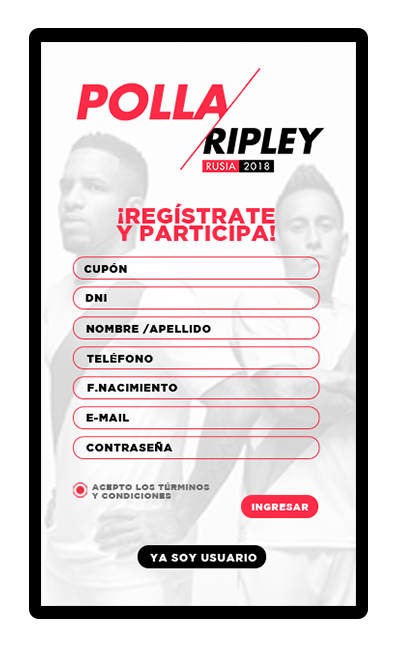 POLLA
RIPLEY
RUSIA 2018
¡REGÍSTRATE
Y PARTICIPA!
CUPÓN
DNI
NOMBRE /APELLIDO
TELÉFONO
F.NACIMIENTO
E-MAIL
CONTRASEÑA
ACEPTO LOS TÉRMINOS
Y CONDICIONES
INGRESAR
YA SOY USUARIO